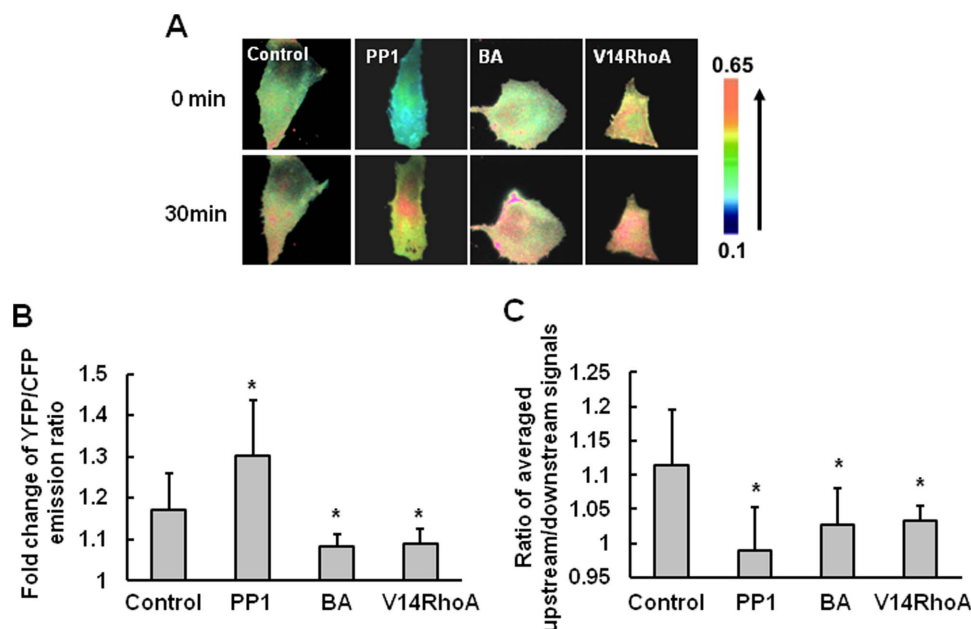 A
Control PP1 BA V14RhoA
0 min
30min
0.65
0.1
B
Fold change of YFP/CFP
emission ratio
1.5
1.4
1.3
1.2
1.1
1
*
*
*
Control PP1 BA V14RhoA
C
Ratio of averaged
upstream/downstream signals
1.25
1.2
1.15
1.1
1.05
1
0.95
*
*
*
Control PP1 BA V14RhoA